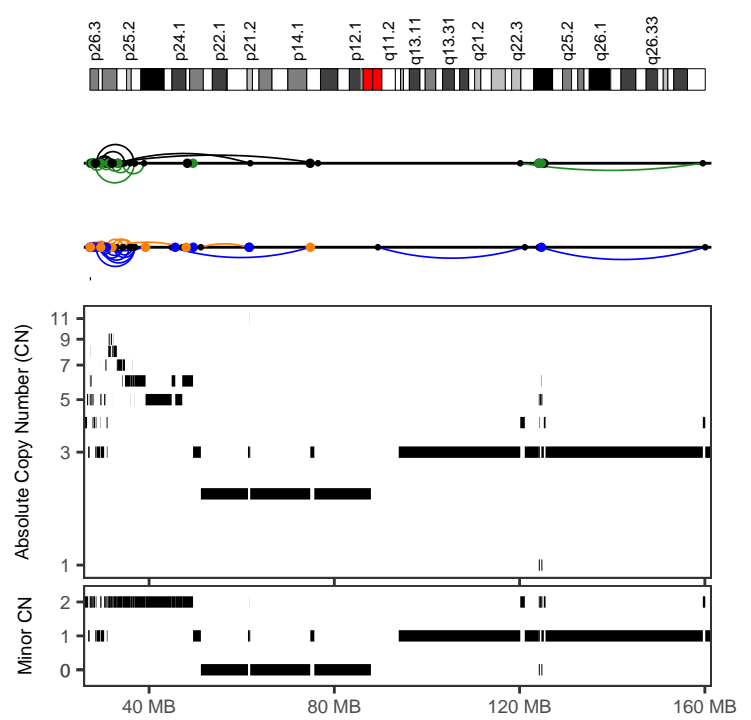 p26.3 p25.2 p24.1 p22.1 p21.2 p14.1 p12.1 q11.2 q13.11 q13.31 q21.2 q22.3 q25.2 q26.1 q26.33
Absolute Copy Number (CN)
11
9
7
5
3
1
Minor CN
2
1
0
40 MB 80 MB 120 MB 160 MB